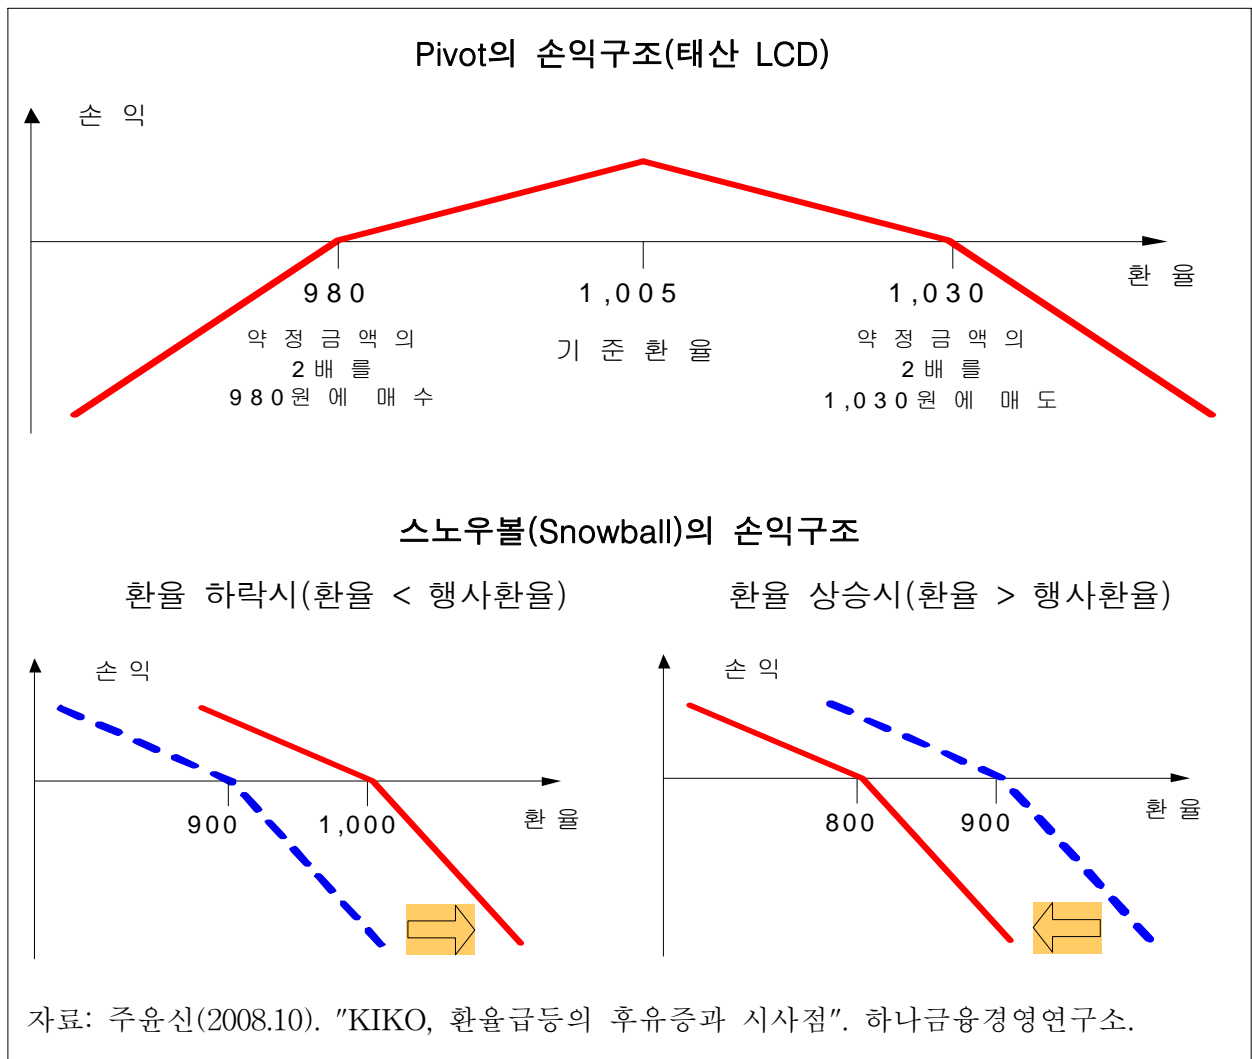 Pivot의 손익구조(태산 LCD)
손 익
환 율
980
1,005
1,030
약 정 금 액 의
2배 를
980원 에 매 수
기 준 환 율
약 정 금 액 의
2배 를
1,030원 에 매 도
스노우볼(Snowball)의 손익구조
환율 하락시(환율 < 행사환율)
환율 상승시(환율 > 행사환율)
손 익
900
1,000
환 율
손 익
800
900
환 율
자료: 주윤신(2008.10). "KIKO, 환율급등의 후유증과 시사점". 하나금융경영연구소.